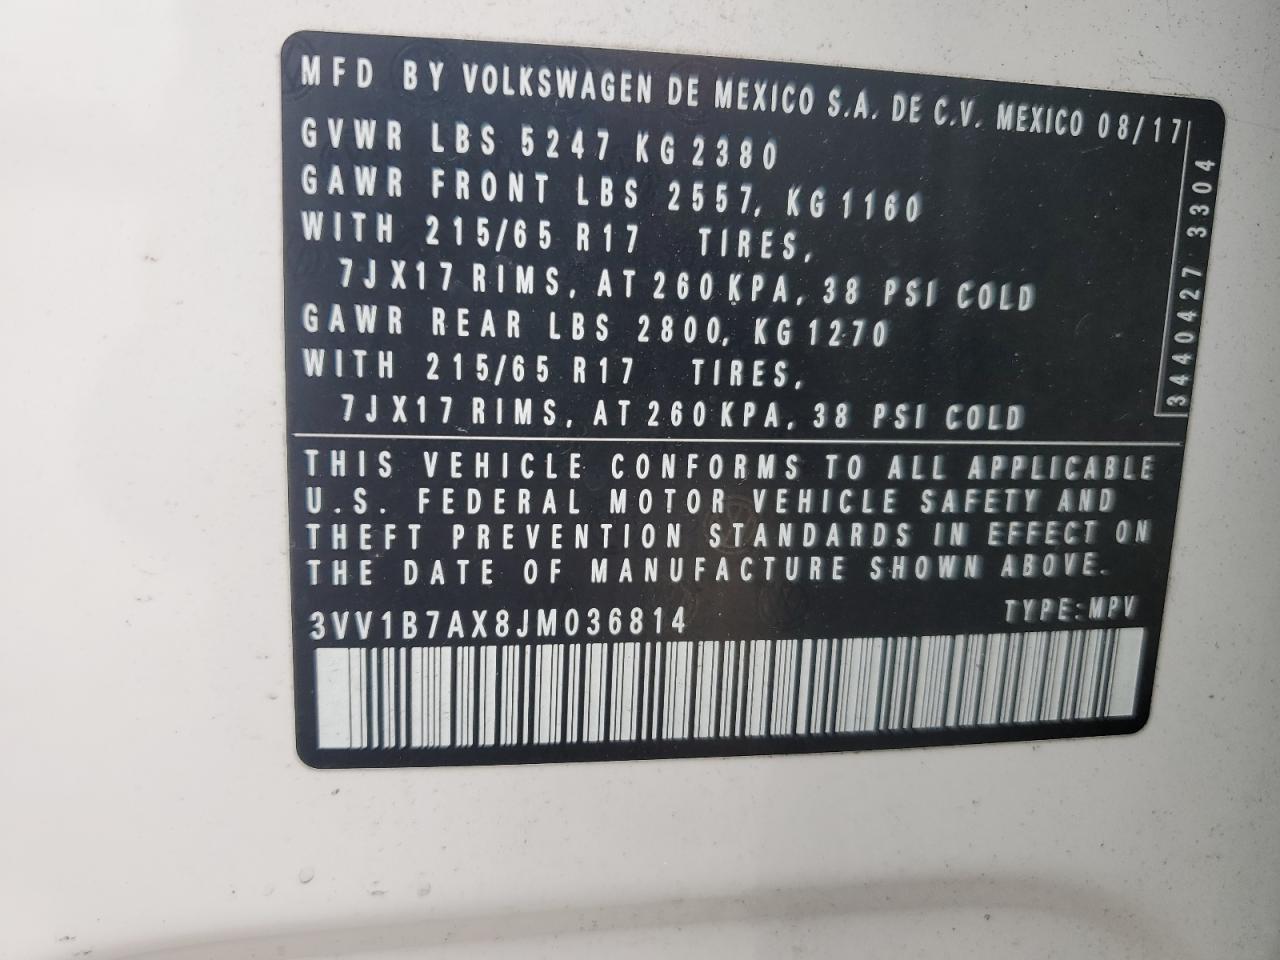 MFD BY VOLKSWAGEN DE MEXICO S.A. DE C.V. MEXICO 08/17
GVWR LBS 5247 KG 2380
GAWR FRONT LBS 2557, KG 1160
WITH 215/65 R17 TIRES,
7JX17 RIMS, AT 260 KPA, 38 PSI COLD
GAWR REAR LBS 2800, KG 1270
WITH 215/65 R17 TIRES,
7JX17 RIMS, AT 260 KPA, 38 PSI COLD
3440427 3304
THIS VEHICLE CONFORMS TO ALL APPLICABLE
U.S. FEDERAL MOTOR VEHICLE SAFETY AND
THEFT PREVENTION STANDARDS IN EFFECT ON
THE DATE OF MANUFACTURE SHOWN ABOVE.
3VV1B7AX8JM036814 TYPE: MPV